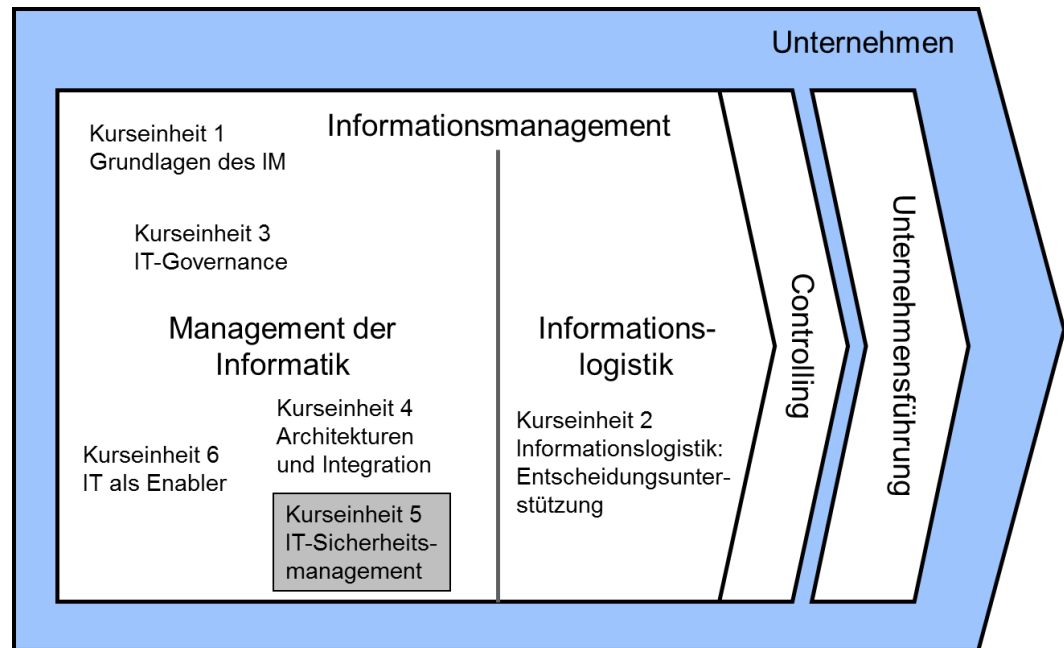 Unternehmen
Informationsmanagement
Kurseinheit 1
Grundlagen des IM
Kurseinheit 3
IT-Governance
Management der
Informatik
Kurseinheit 4
Architekturen
und Integration
Kurseinheit 6
IT als Enabler
Kurseinheit 5
IT-Sicherheits-
management
Informations-
logistik
Kurseinheit 2
Informationslogistik:
Entscheidungsunter-
stützung
Controlling
Unternehmensführung